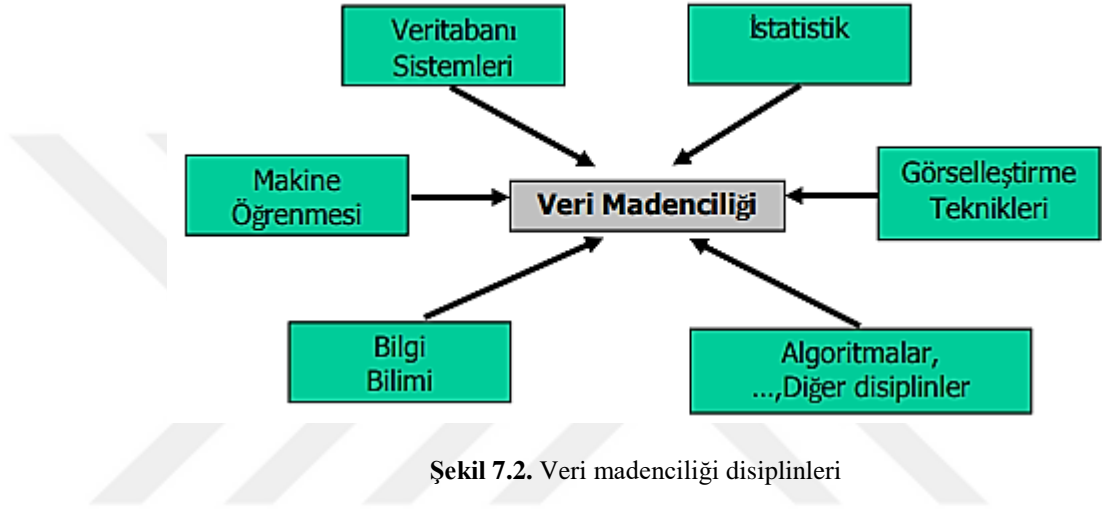 Veritabanı
Sistemleri
İstatistik
Makine
Öğrenmesi
Veri Madenciliği
Görselleştirme
Teknikleri
Bilgi
Bilimi
Algoritmalar,
...,Diğer disiplinler
Şekil 7.2. Veri madenciliği disiplinleri